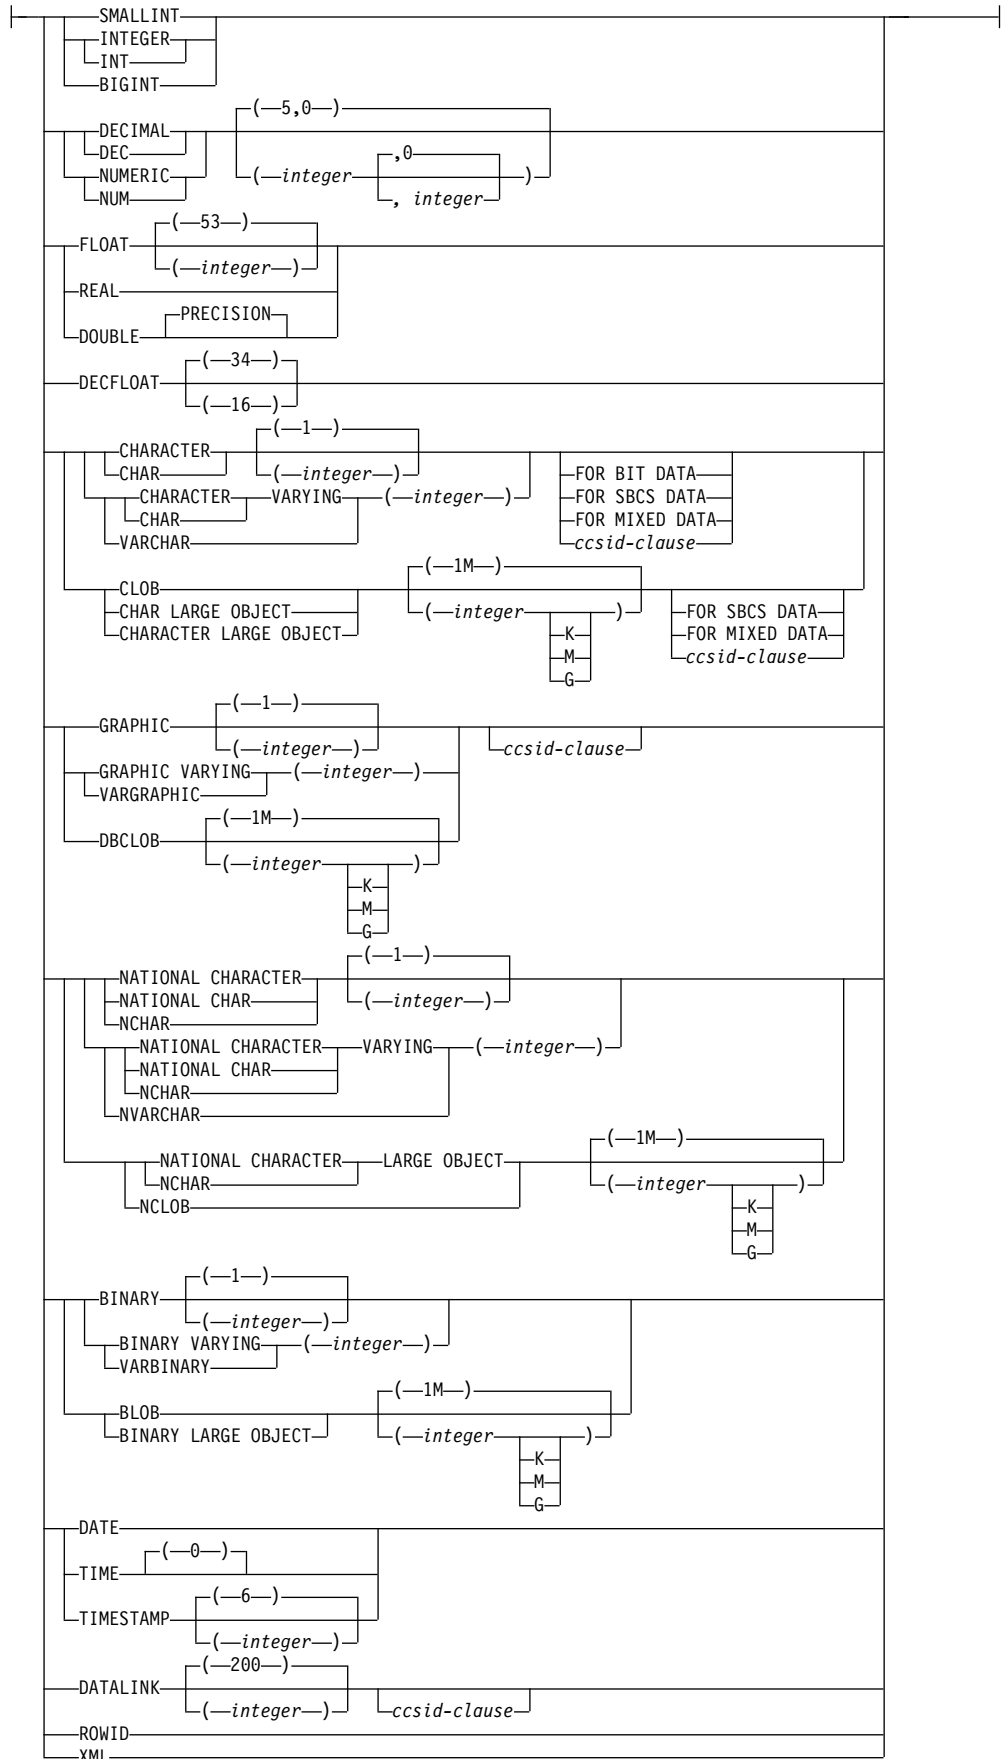 SMALLINT
INTEGER
INT
BIGINT
( 5,0 )
DECIMAL
DEC
,0
NUMERIC ( integer )
NUM , integer
( 53 )
FLOAT
( integer )
REAL
PRECISION
DOUBLE
( 34 )
DECFLOAT
( 16 )
( 1 )
CHARACTER
CHAR ( integer ) FOR BIT DATA
CHARACTER VARYING ( integer ) FOR SBCS DATA
CHAR FOR MIXED DATA
VARCHAR ccsid-clause
( 1M )
CLOB
CHAR LARGE OBJECT ( integer ) FOR SBCS DATA
CHARACTER LARGE OBJECT K FOR MIXED DATA
M ccsid-clause
G
( 1 )
GRAPHIC
( integer ) ccsid-clause
GRAPHIC VARYING ( integer )
VARGRAPHIC
( 1M )
DBCLOB
( integer )
K
M
G
( 1 )
NATIONAL CHARACTER
NATIONAL CHAR ( integer )
NCHAR
NATIONAL CHARACTER VARYING ( integer )
NATIONAL CHAR
NCHAR
NVARCHAR
( 1M )
NATIONAL CHARACTER LARGE OBJECT
NCHAR ( integer )
NCLOB K
M
G
( 1 )
BINARY
( integer )
BINARY VARYING ( integer )
VARBINARY
( 1M )
BLOB
BINARY LARGE OBJECT ( integer )
K
M
G
DATE
( 0 )
TIME
( 6 )
TIMESTAMP
( integer )
( 200 )
DATALINK
( integer ) ccsid-clause
ROWID
XML